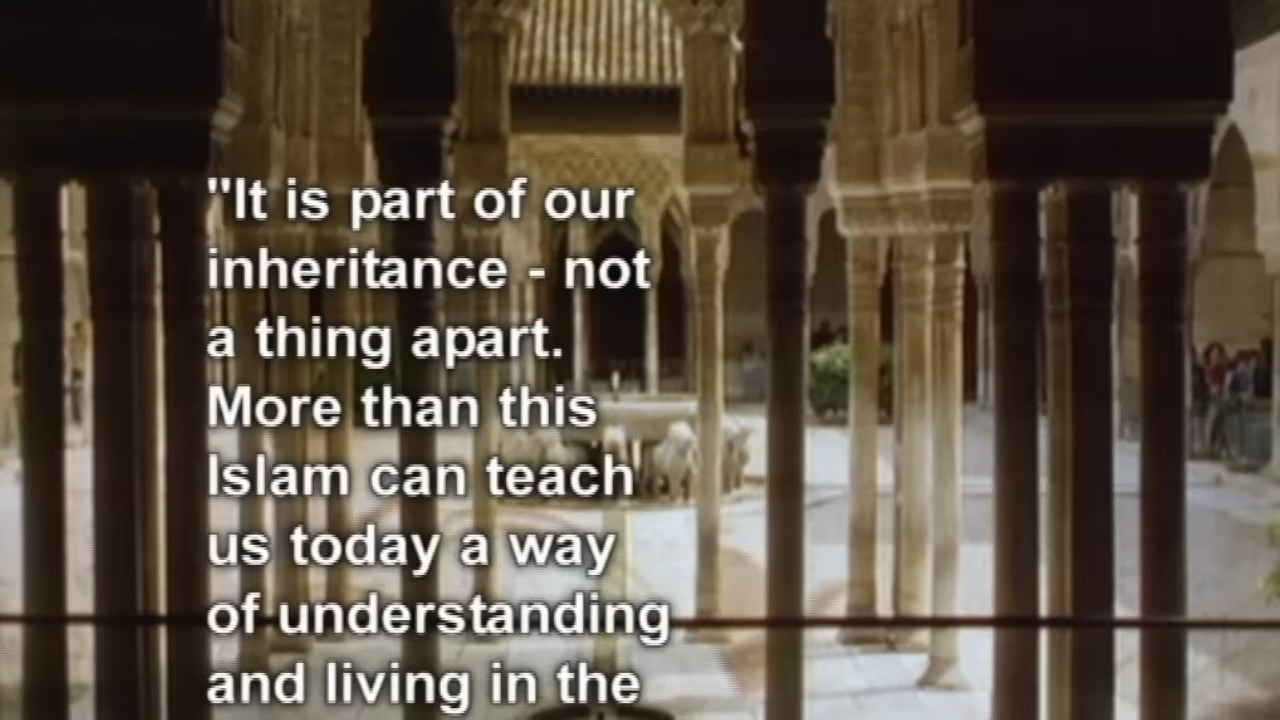 "It is part of our
inheritance - not
a thing apart.
More than this
Islam can teach
us today a way
of understanding
and living in the